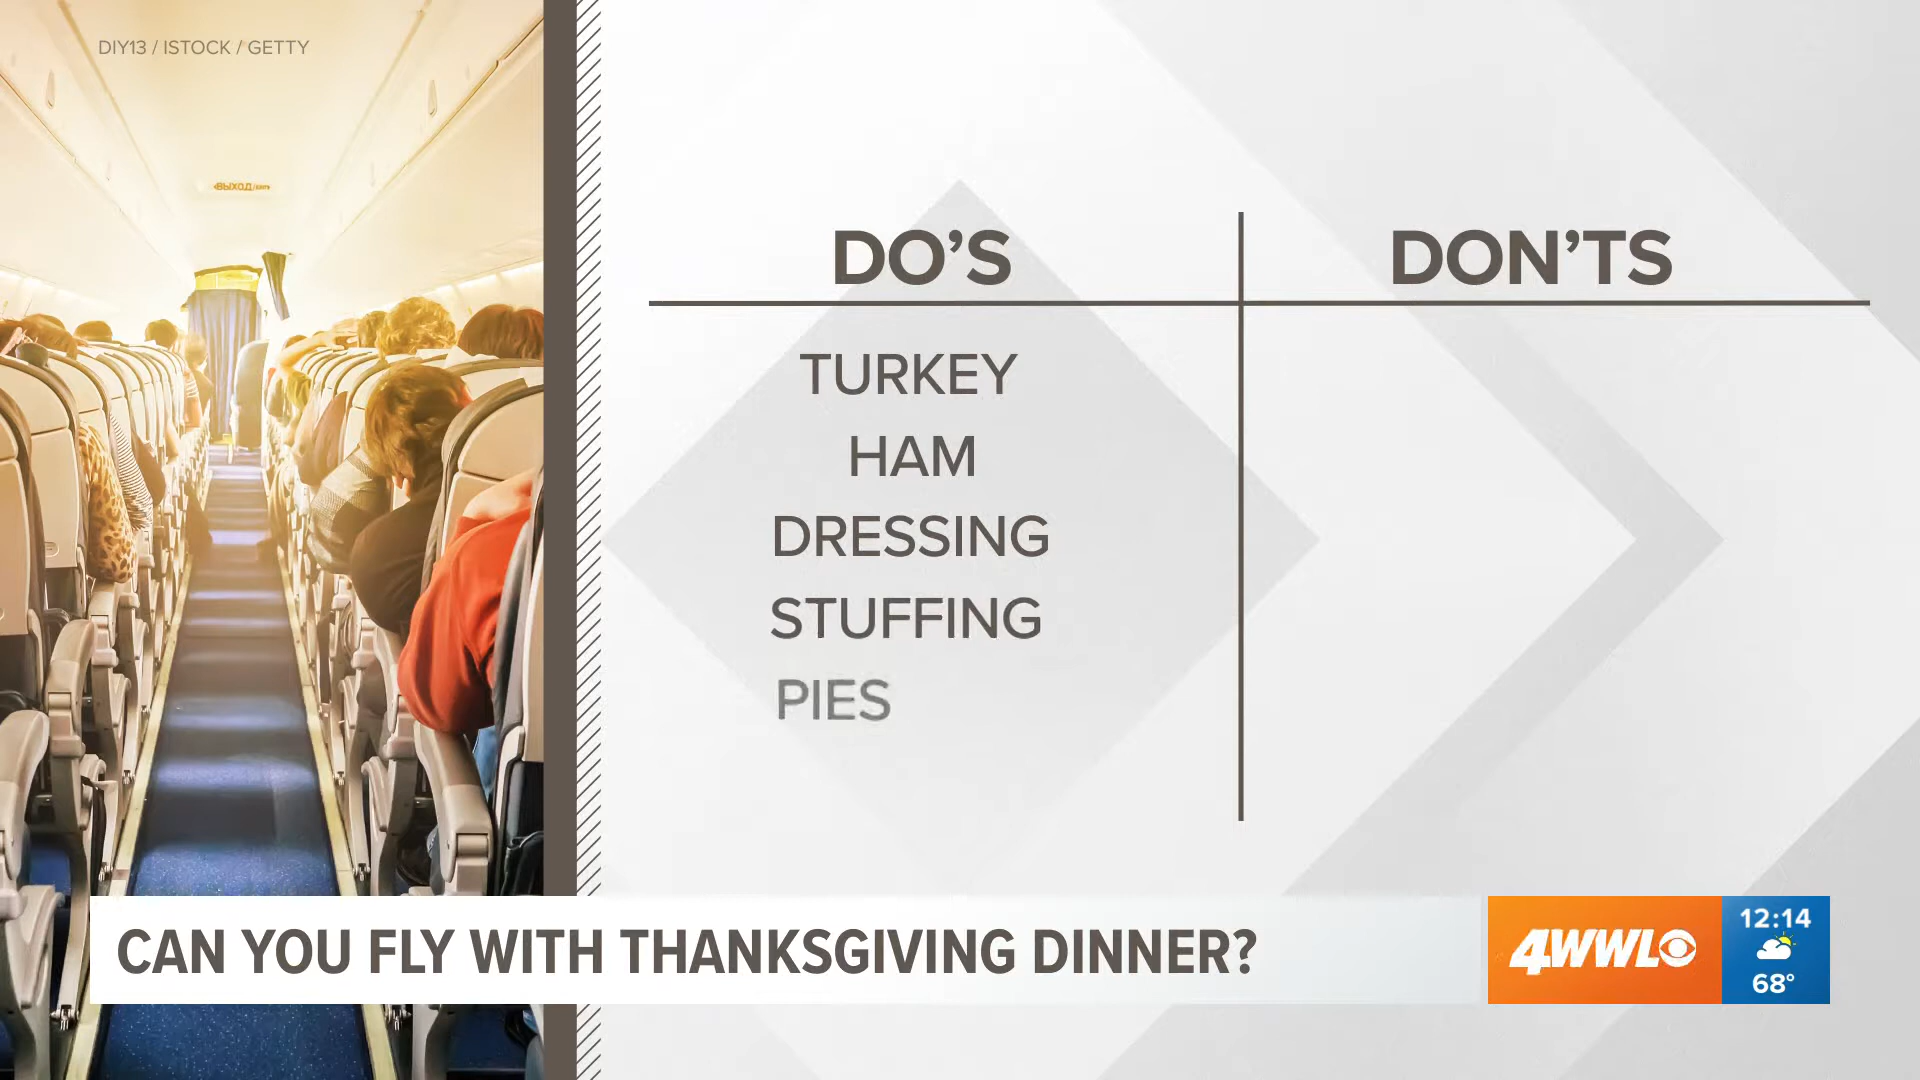 DIY13 / ISTOCK / GETTY
ВЫХОД/
DO'S
DON'TS
TURKEY
HAM
DRESSING
STUFFING
PIES
CAN YOU FLY WITH THANKSGIVING DINNER?
4WWL
12:14
68°